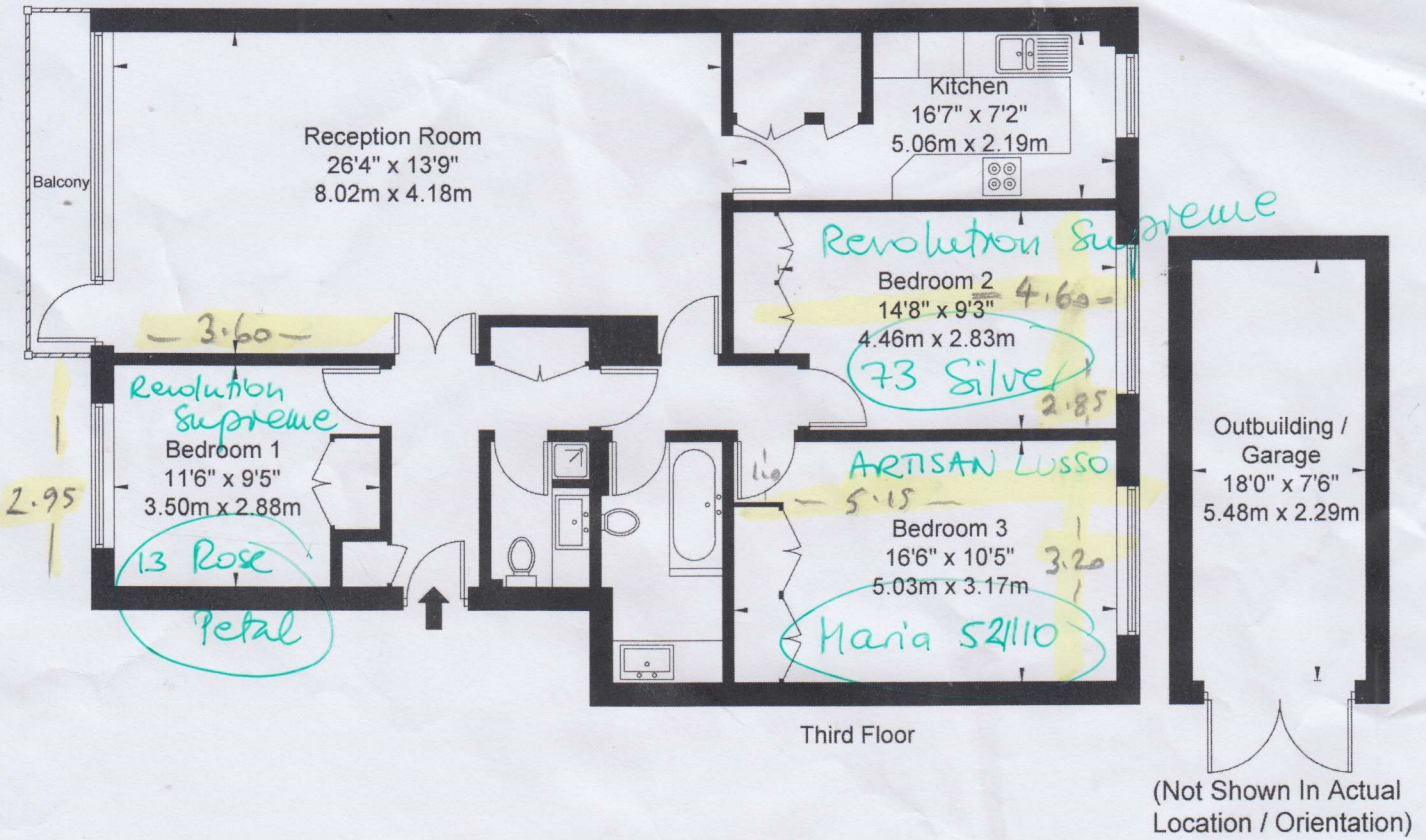 Reception Room
26'4" x 13'9"
8.02m x 4.18m
Balcony
Kitchen
16'7" x 7'2"
5.06m x 2.19m
Revolution Supreme
Bedroom 2
14'8" x 9'3"
4.46m x 2.83m
- 4.60 -
73 Silver
2.85
- 3.60 -
Revolution
Supreme
Bedroom 1
11'6" x 9'5"
3.50m x 2.88m
2.95
13 Rose
Petal
ARTISAN LUSSO
- 5.15 -
Bedroom 3
16'6" x 10'5"
5.03m x 3.17m
3.20
Maria
Third Floor
Outbuilding /
Garage
18'0" x 7'6"
5.48m x 2.29m
(Not Shown In Actual
Location / Orientation)